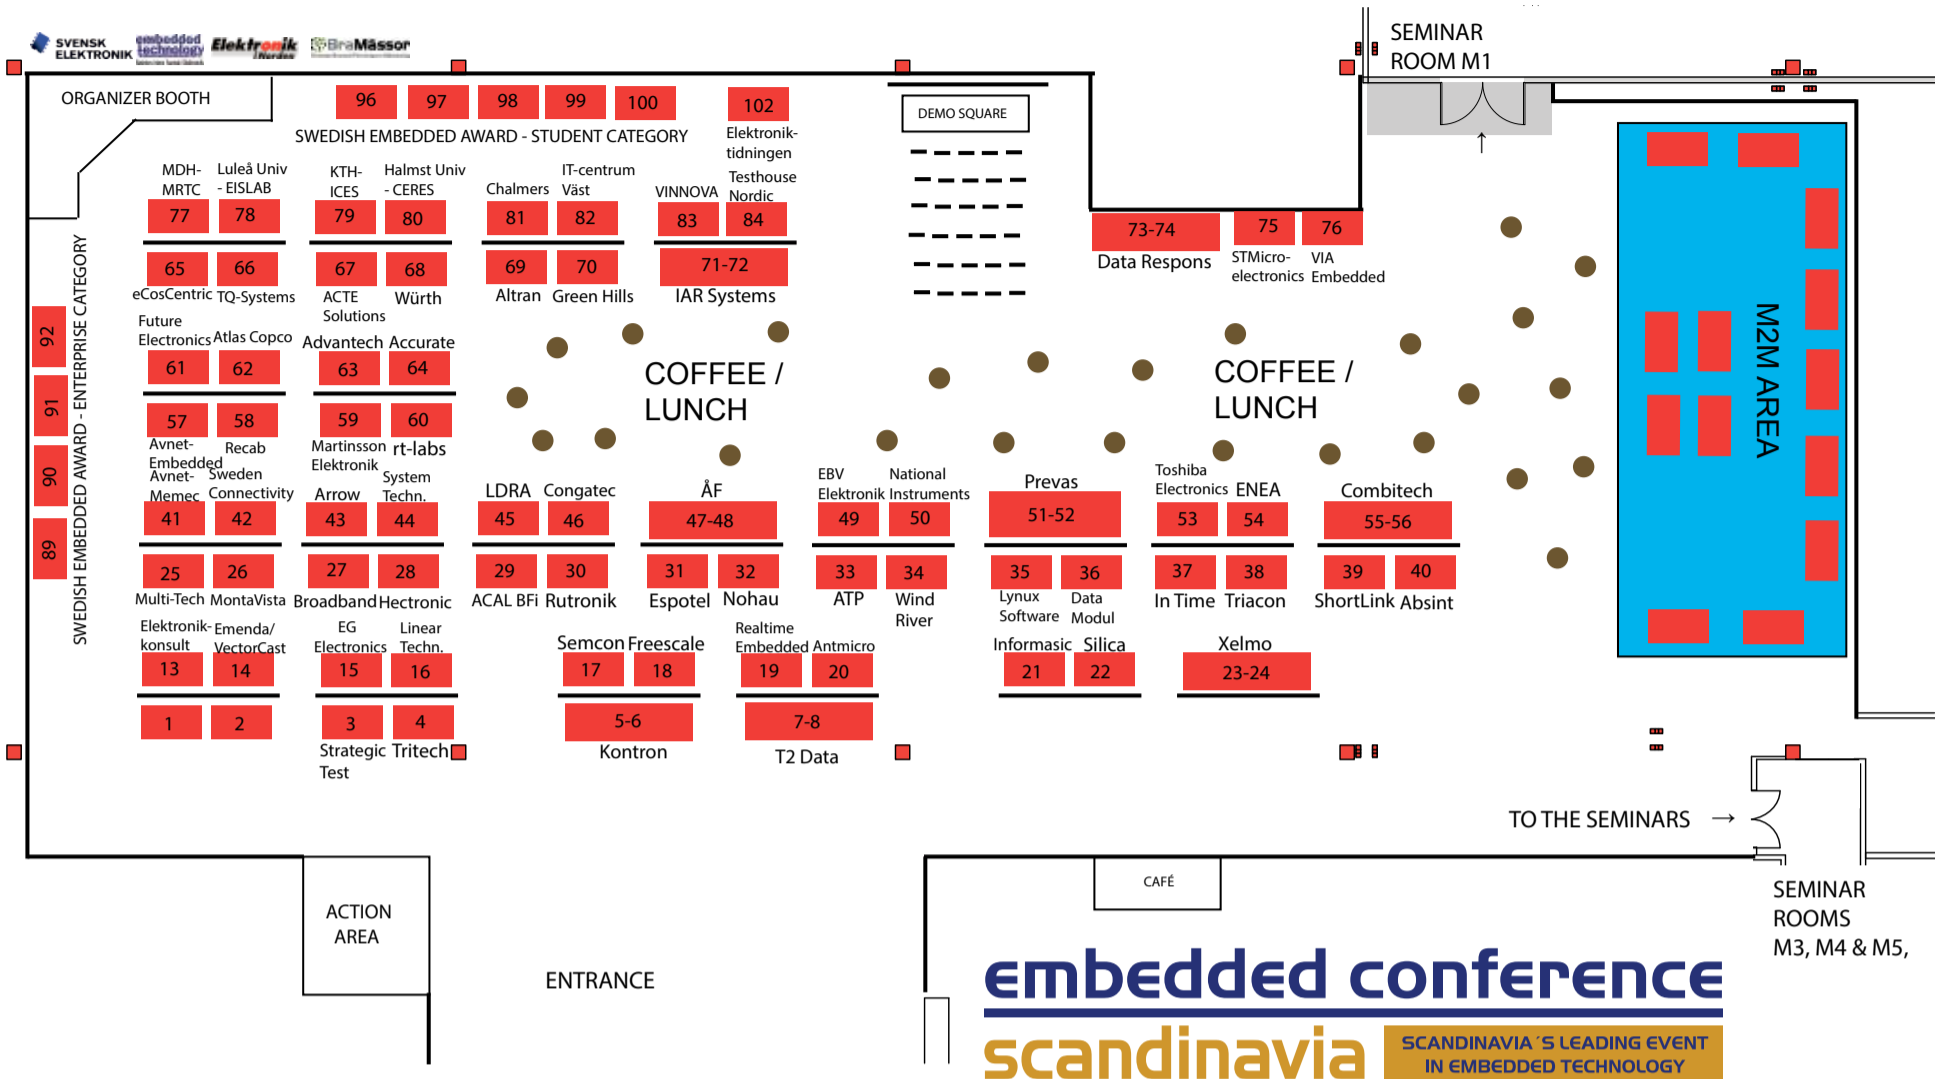 SVENSK
ELEKTRONIK
embedded
technology
Elektronik
Norden
BraMässor
SEMINAR
ROOM M1
ORGANIZER BOOTH
96
97
98
99
100
102
SWEDISH EMBEDDED AWARD - STUDENT CATEGORY
Elektronik-
tidningen
DEMO SQUARE
↑
MDH-
MRTC
Luleå Univ
- EISLAB
KTH-
ICES
Halmst Univ
- CERES
Chalmers
IT-centrum
Väst
VINNOVA
Testhouse
Nordic
77
78
79
80
81
82
83
84
65
66
67
68
69
70
71-72
eCosCentric
TQ-Systems
ACTE
Solutions
Würth
Altran
Green Hills
IAR Systems
73-74
75
76
Data Respons
STMicro-
electronics
VIA
Embedded
SWEDISH EMBEDDED AWARD - ENTERPRISE CATEGORY
92
91
90
89
Future
Electronics
Atlas Copco
Advantech
Accurate
61
62
63
64
57
58
59
60
Avnet-
Embedded
Recab
Martinsson
Elektronik
rt-labs
COFFEE /
LUNCH
COFFEE /
LUNCH
M2M AREA
Avnet-
Memec
Sweden
Connectivity
Arrow
System
Techn.
LDRA
Congatec
ÅF
EBV
Elektronik
National
Instruments
Prevas
Toshiba
Electronics
ENEA
Combitech
41
42
43
44
45
46
47-48
49
50
51-52
53
54
55-56
25
26
27
28
29
30
31
32
33
34
35
36
37
38
39
40
Multi-Tech
MontaVista
Broadband
Hectronic
ACAL BFi
Rutronik
Espotel
Nohau
ATP
Wind
River
Lynux
Software
Data
Modul
In Time
Triacon
ShortLink
Absint
Elektronik-
konsult
Emenda/
VectorCast
EG
Electronics
Linear
Techn.
Semcon
Freescale
Realtime
Embedded
Antmicro
Informasic
Silica
Xelmo
13
14
15
16
17
18
19
20
21
22
23-24
1
2
3
4
5-6
7-8
Strategic
Test
Tritech
Kontron
T2 Data
TO THE SEMINARS →
ACTION
AREA
CAFÉ
SEMINAR
ROOMS
M3, M4 & M5,
ENTRANCE
embedded conference
scandinavia
SCANDINAVIA´S LEADING EVENT
IN EMBEDDED TECHNOLOGY